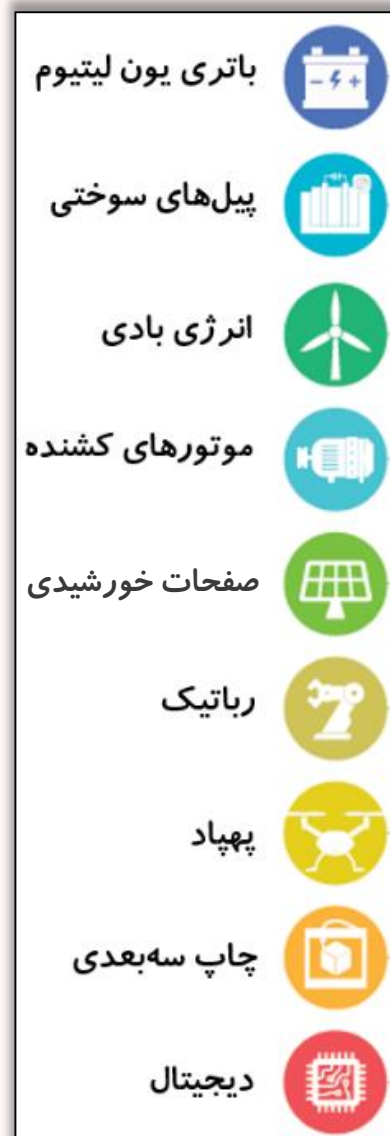 باتری یون لیتیوم
پیل‌های سوختی
انرژی بادی
موتورهای کشنده
صفحات خورشیدی
رباتیک
پهپاد
چاپ سه‌بعدی
دیجیتال